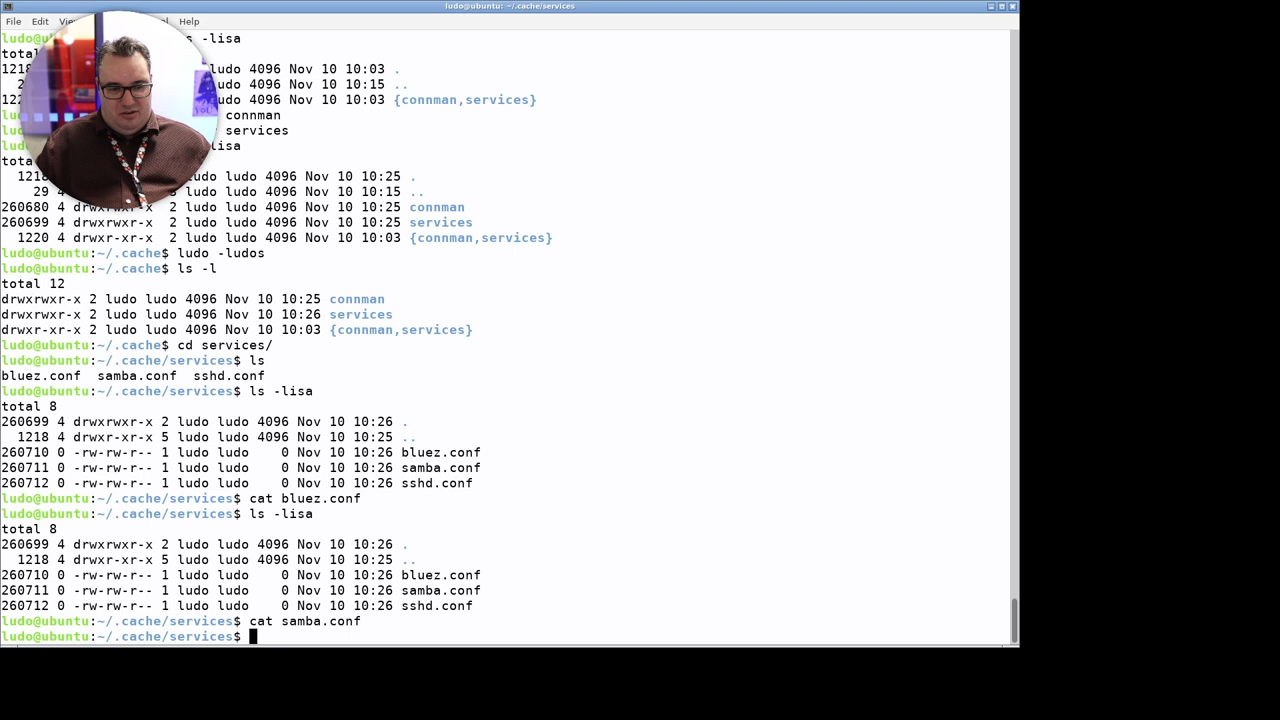 ludo@ubuntu: ~/.cache/services
File Edit Help
ludo -lisa
total
1218 ludo ludo 4096 Nov 10 10:03 .
ludo ludo 4096 Nov 10 10:15 ..
ludo ludo 4096 Nov 10 10:03 {connman,services}
connman
services
lisa
1218 ludo ludo 4096 Nov 10 10:25 .
29 4 ludo ludo 4096 Nov 10 10:15 ..
260680 4 drwxrwxr-x 2 ludo ludo 4096 Nov 10 10:25 connman
260699 4 drwxrwxr-x 2 ludo ludo 4096 Nov 10 10:25 services
1220 4 drwxr-xr-x 2 ludo ludo 4096 Nov 10 10:03 {connman,services}
ludo@ubuntu:~/.cache$ ludo -ludos
ludo@ubuntu:~/.cache$ ls -l
total 12
drwxrwxr-x 2 ludo ludo 4096 Nov 10 10:25 connman
drwxrwxr-x 2 ludo ludo 4096 Nov 10 10:26 services
drwxr-xr-x 2 ludo ludo 4096 Nov 10 10:03 {connman,services}
ludo@ubuntu:~/.cache$ cd services/
ludo@ubuntu:~/.cache/services$ ls
bluez.conf samba.conf sshd.conf
ludo@ubuntu:~/.cache/services$ ls -lisa
total 8
260699 4 drwxrwxr-x 2 ludo ludo 4096 Nov 10 10:26 .
1218 4 drwxr-xr-x 5 ludo ludo 4096 Nov 10 10:25 ..
260710 0 -rw-rw-r-- 1 ludo ludo 0 Nov 10 10:26 bluez.conf
260711 0 -rw-rw-r-- 1 ludo ludo 0 Nov 10 10:26 samba.conf
260712 0 -rw-rw-r-- 1 ludo ludo 0 Nov 10 10:26 sshd.conf
ludo@ubuntu:~/.cache/services$ cat bluez.conf
ludo@ubuntu:~/.cache/services$ ls -lisa
total 8
260699 4 drwxrwxr-x 2 ludo ludo 4096 Nov 10 10:26 .
1218 4 drwxr-xr-x 5 ludo ludo 4096 Nov 10 10:25 ..
260710 0 -rw-rw-r-- 1 ludo ludo 0 Nov 10 10:26 bluez.conf
260711 0 -rw-rw-r-- 1 ludo ludo 0 Nov 10 10:26 samba.conf
260712 0 -rw-rw-r-- 1 ludo ludo 0 Nov 10 10:26 sshd.conf
ludo@ubuntu:~/.cache/services$ cat samba.conf
ludo@ubuntu:~/.cache/services$